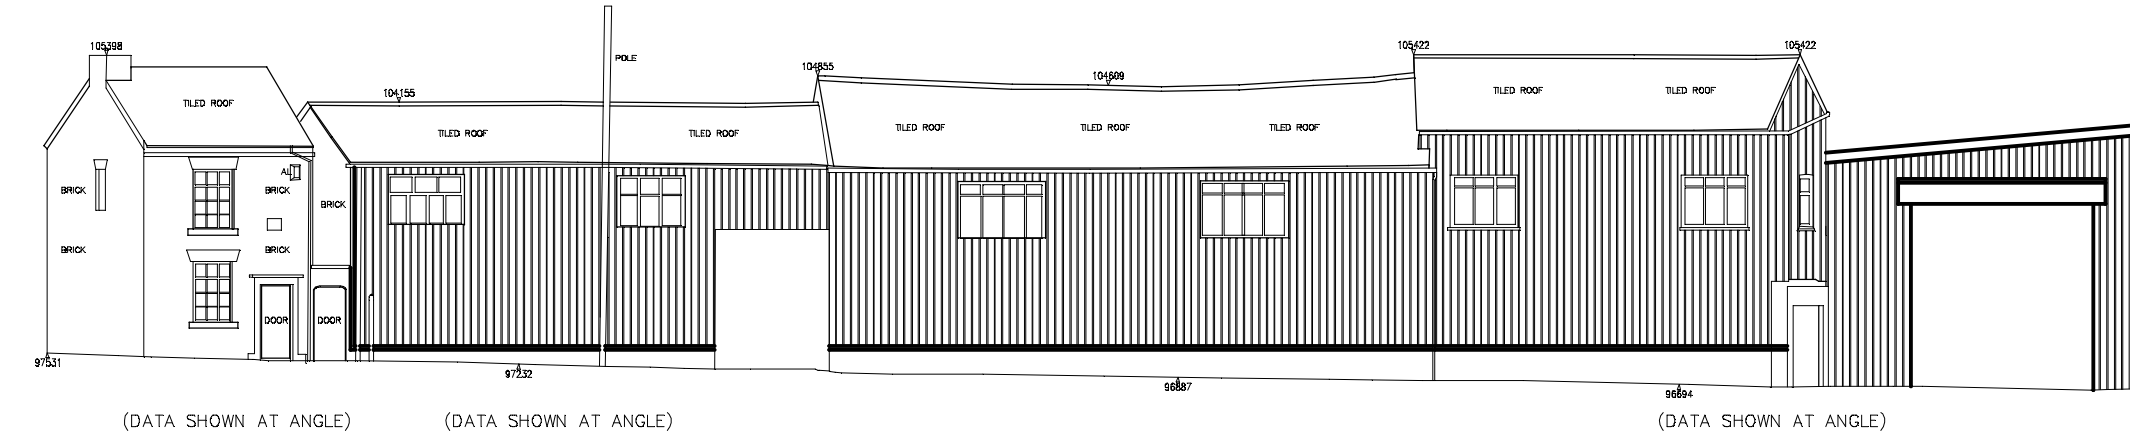 105398
TILED ROOF
BRICK
BRICK
AL
BRICK
BRICK
DOOR
97531
104155
TILED ROOF
TILED ROOF
BRICK
DOOR
POLE
97232
104855
104609
TILED ROOF
TILED ROOF
TILED ROOF
96887
105422
105422
TILED ROOF
TILED ROOF
96694
(DATA SHOWN AT ANGLE)
(DATA SHOWN AT ANGLE)
(DATA SHOWN AT ANGLE)